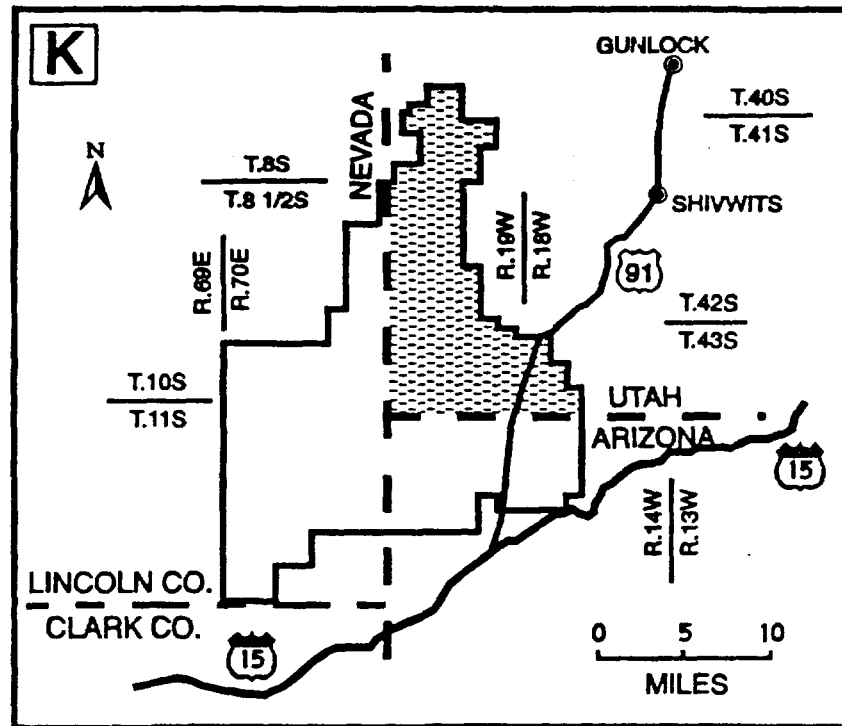 K
GUNLOCK
T.40S
T.41S
N
NEVADA
T.8S
T.8 1/2S
SHIVWITS
R.19W
R.18W
R.69E
R.70E
91
T.42S
T.43S
T.10S
T.11S
UTAH
ARIZONA
15
R.14W
R.13W
LINCOLN CO.
CLARK CO.
15
0 5 10
MILES